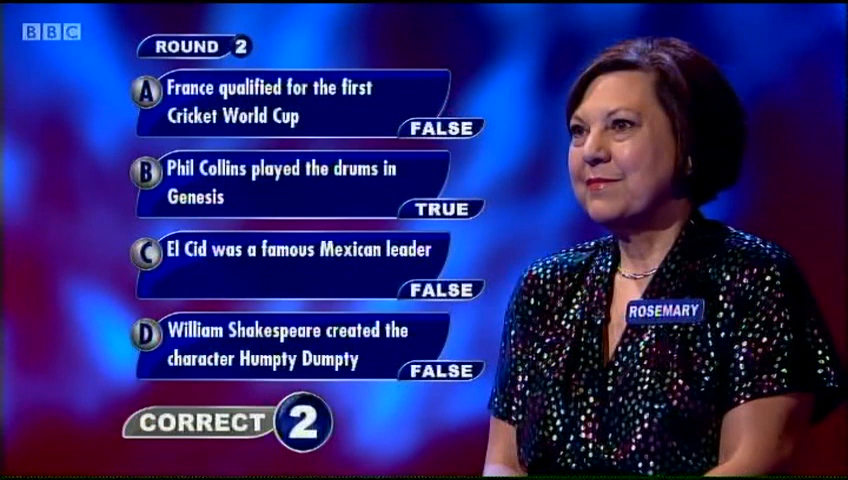 BBC
ROUND 2
A France qualified for the first
Cricket World Cup
FALSE
B Phil Collins played the drums in
Genesis
TRUE
C El Cid was a famous Mexican leader
FALSE
D William Shakespeare created the
character Humpty Dumpty
FALSE
CORRECT 2
ROSEMARY